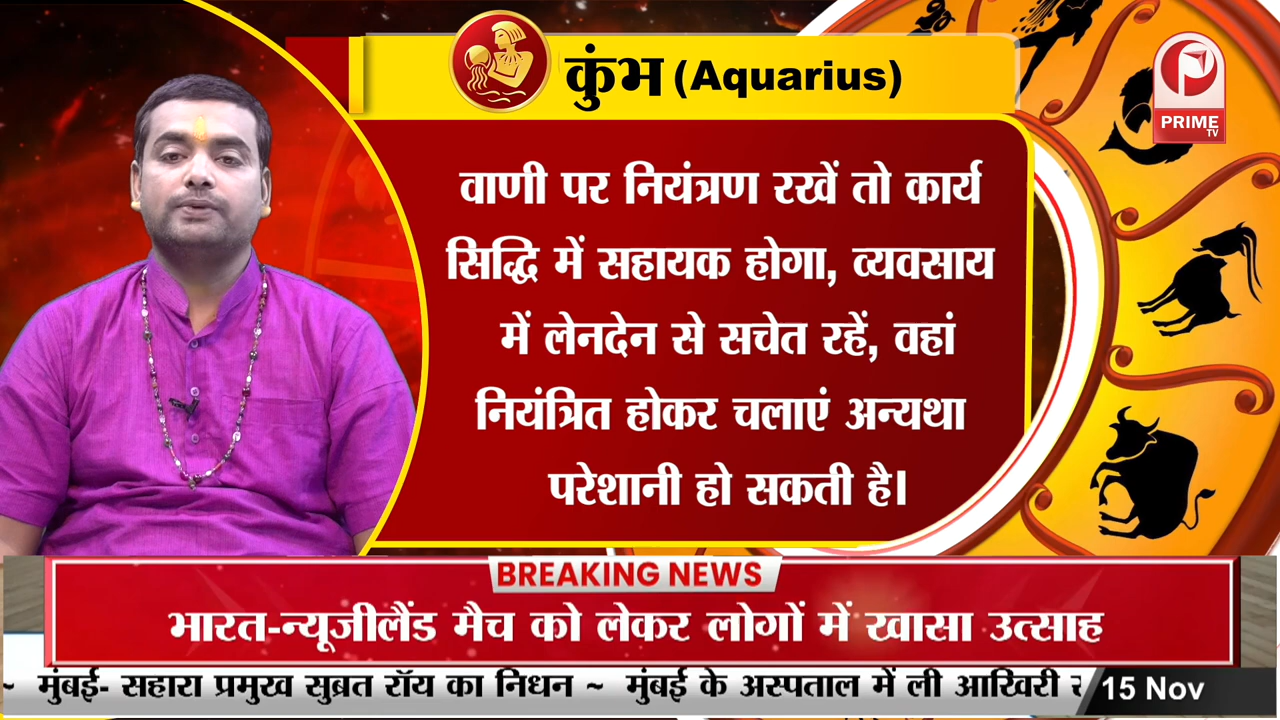 कुंभ (Aquarius)
PRIME
TV
वाणी पर नियंत्रण रखें तो कार्य
सिद्धि में सहायक होगा, व्यवसाय
में लेनदेन से सचेत रहें, वहां
नियंत्रित होकर चलाएं अन्यथा
परेशानी हो सकती है।
BREAKING NEWS
भारत-न्यूजीलैंड मैच को लेकर लोगों में खासा उत्साह
~ मुंबई- सहारा प्रमुख सुब्रत रॉय का निधन ~ मुंबई के अस्पताल में ली आखिरी
15 Nov